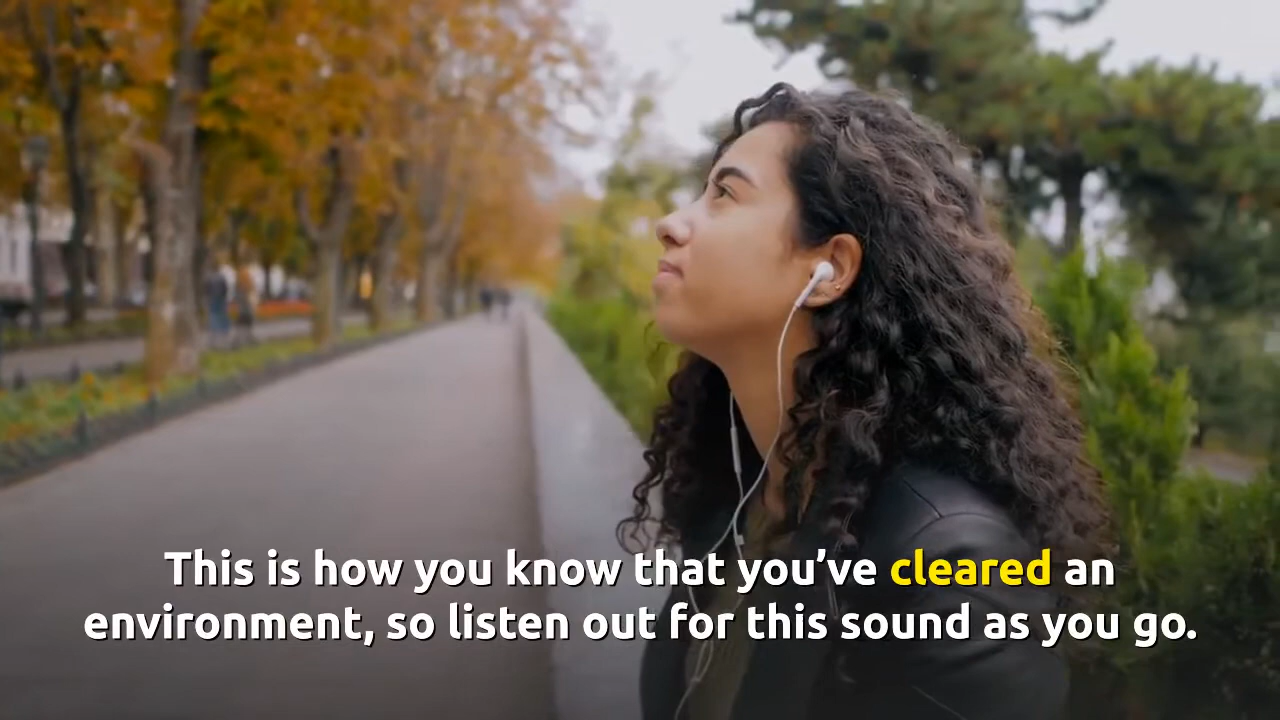 This is how you know that you’ve cleared an
environment, so listen out for this sound as you go.